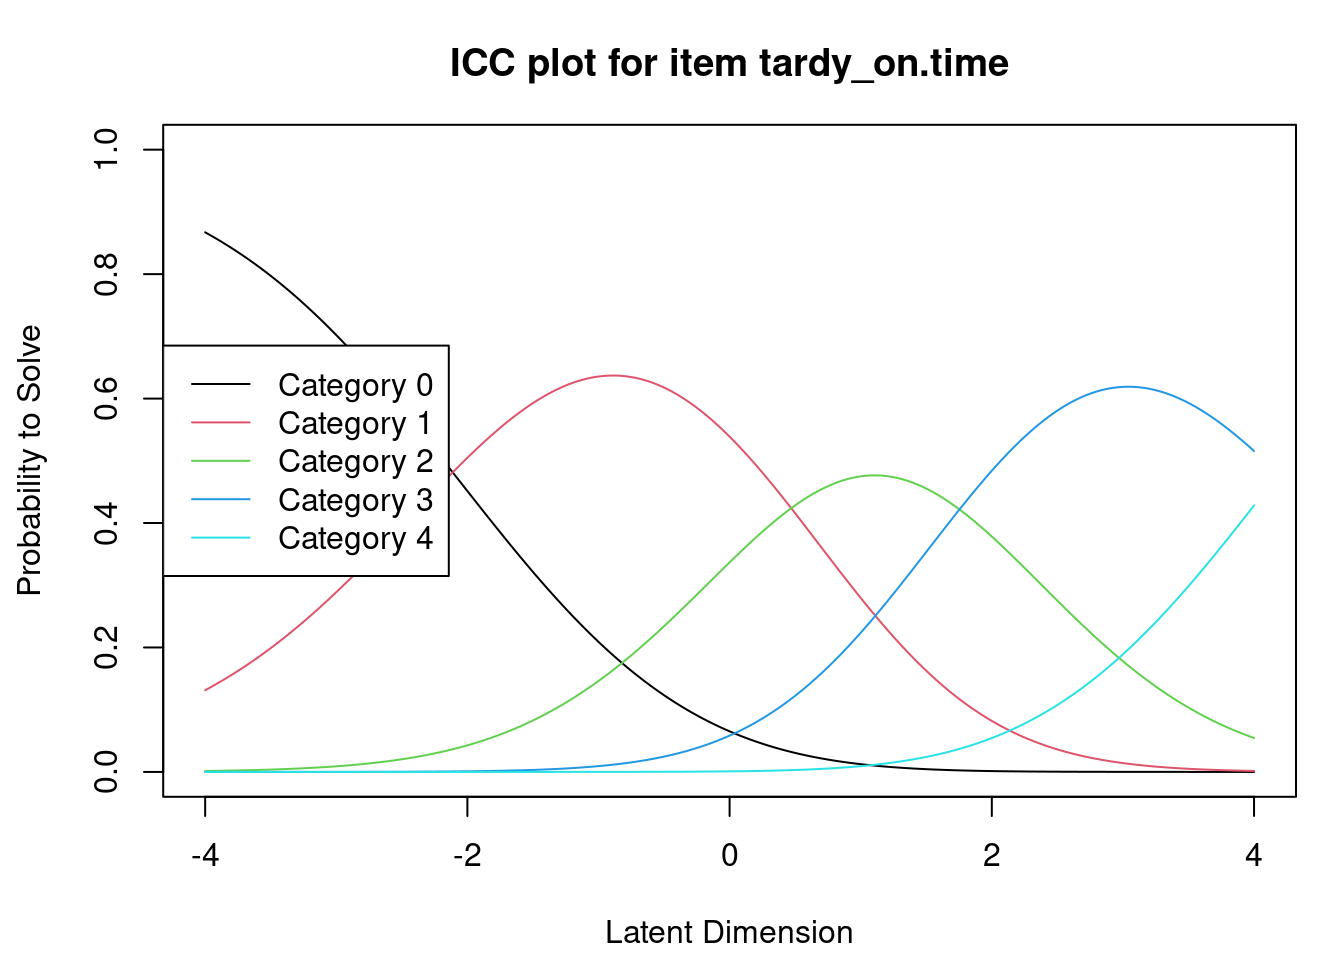 ICC plot for item tardy_on.time
Probability to Solve
1.0
0.8
0.6
0.4
0.2
0.0
Category 0
Category 1
Category 2
Category 3
Category 4
-4 -2 0 2 4
Latent Dimension